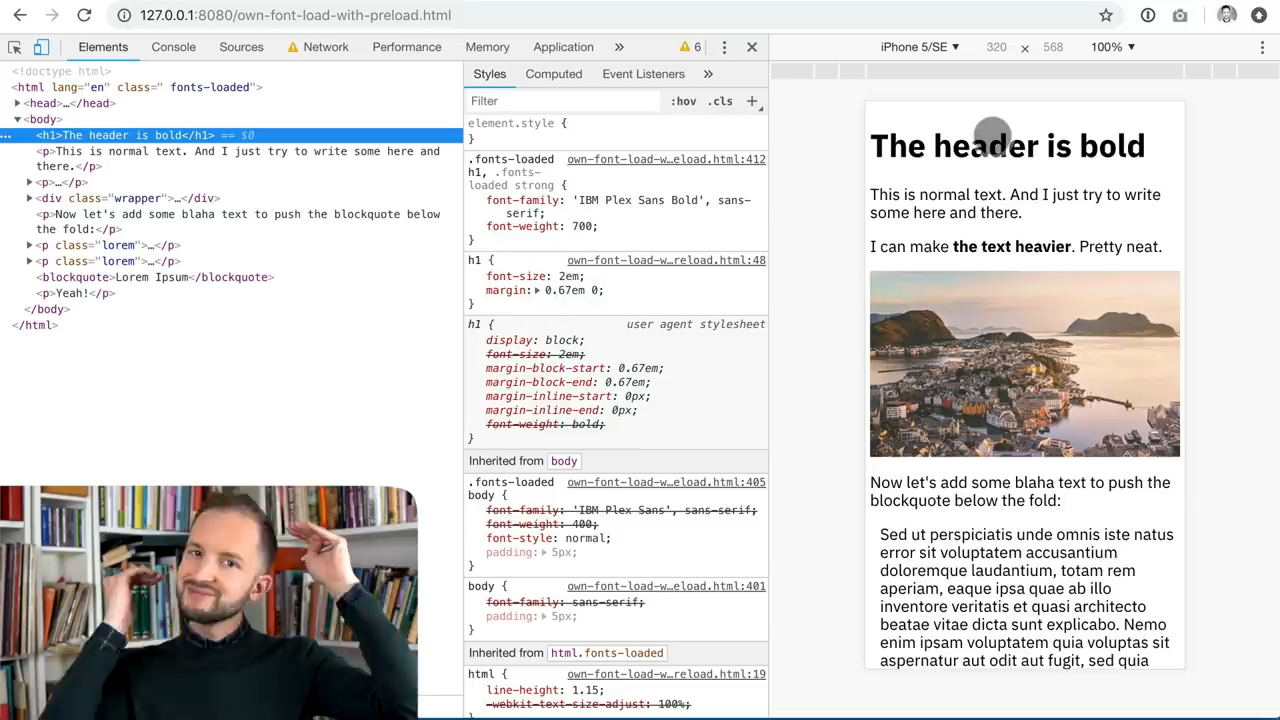 127.0.0.1:8080/own-font-load-with-preload.html
Elements Console Sources Network Performance Memory Application » 6
iPhone 5/SE ▼ 320 × 568 100% ▼
<!doctype html>
<html lang="en" class=" fonts-loaded">
▶<head>…</head>
▼<body>
… <h1>The header is bold</h1> == $0
<p>This is normal text. And I just try to write some here and
there.</p>
▶<p>…</p>
▶<div class="wrapper">…</div>
<p>Now let's add some blaha text to push the blockquote below
the fold:</p>
▶<p class="lorem">…</p>
▶<p class="lorem">…</p>
<blockquote>Lorem Ipsum</blockquote>
<p>Yeah!</p>
</body>
</html>
Styles Computed Event Listeners »
Filter :hov .cls +
element.style {
}
.fonts-loaded own-font-load-w…eload.html:412
h1, .fonts-
loaded strong {
font-family: 'IBM Plex Sans Bold', sans-
serif;
font-weight: 700;
}
h1 { own-font-load-w…reload.html:48
font-size: 2em;
margin:▶ 0.67em 0;
}
h1 { user agent stylesheet
display: block;
font-size: 2em;
margin-block-start: 0.67em;
margin-block-end: 0.67em;
margin-inline-start: 0px;
margin-inline-end: 0px;
font-weight: bold;
}
Inherited from body
.fonts-loaded own-font-load-w…eload.html:405
body {
font-family: 'IBM Plex Sans', sans-serif;
font-weight: 400;
font-style: normal;
padding:▶ 5px;
}
body { own-font-load-w…eload.html:401
font-family: sans-serif;
padding:▶ 5px;
}
Inherited from html.fonts-loaded
html { own-font-load-w…reload.html:19
line-height: 1.15;
-webkit-text-size-adjust: 100%;
The header is bold
This is normal text. And I just try to write
some here and there.
I can make the text heavier. Pretty neat.
Now let's add some blaha text to push the
blockquote below the fold:
Sed ut perspiciatis unde omnis iste natus
error sit voluptatem accusantium
doloremque laudantium, totam rem
aperiam, eaque ipsa quae ab illo
inventore veritatis et quasi architecto
beatae vitae dicta sunt explicabo. Nemo
enim ipsam voluptatem quia voluptas sit
aspernatur aut odit aut fugit, sed quia